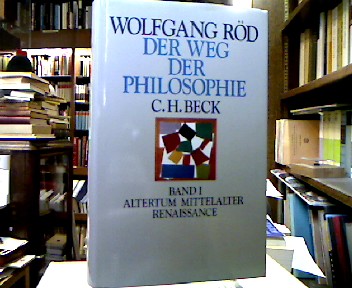 WOLFGANG RÖD
DER WEG
DER
PHILOSOPHIE
C.H.BECK
BAND I
ALTERTUM MITTELALTER
RENAISSANCE